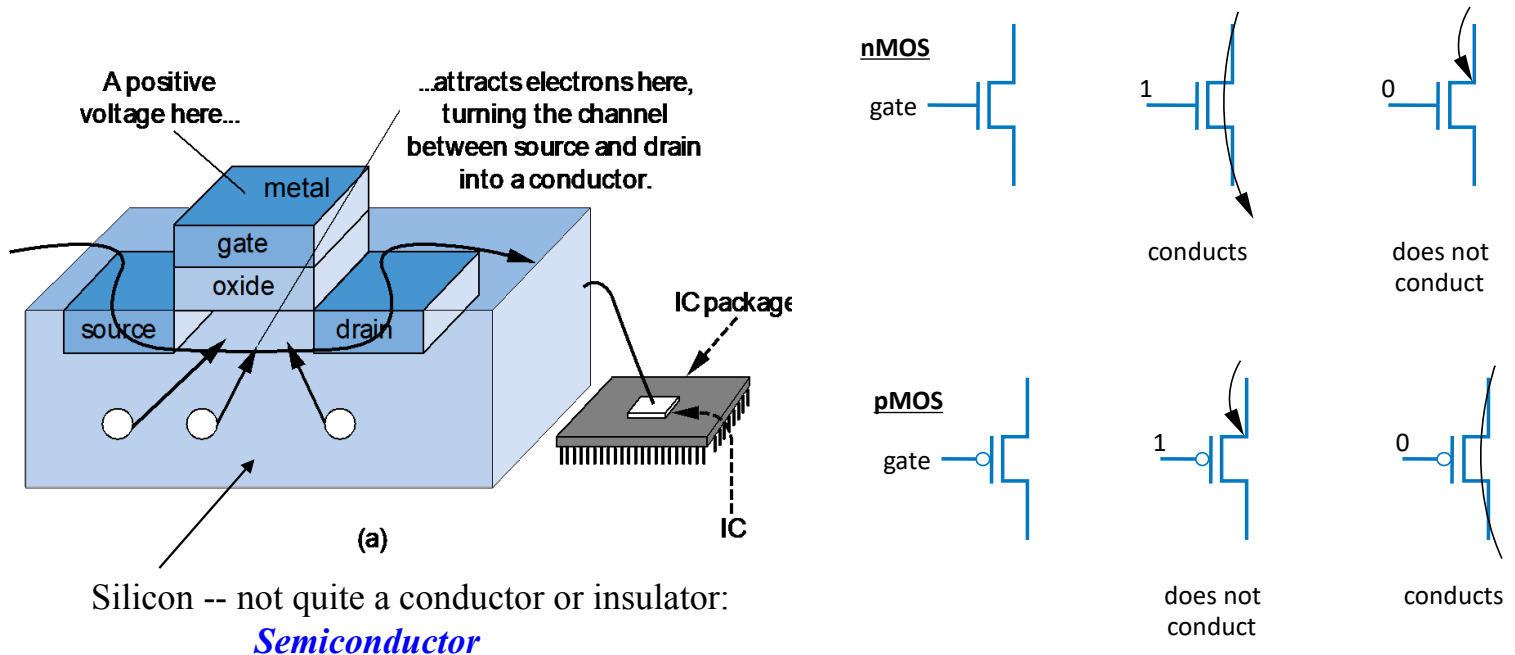 A positive
voltage here...
...attracts electrons here,
turning the channel
between source and drain
into a conductor.
metal
gate
oxide
source
drain
IC package
IC
(a)
Silicon -- not quite a conductor or insulator:
Semiconductor
nMOS
gate
1
conducts
0
does not
conduct
pMOS
gate
1
does not
conduct
0
conducts